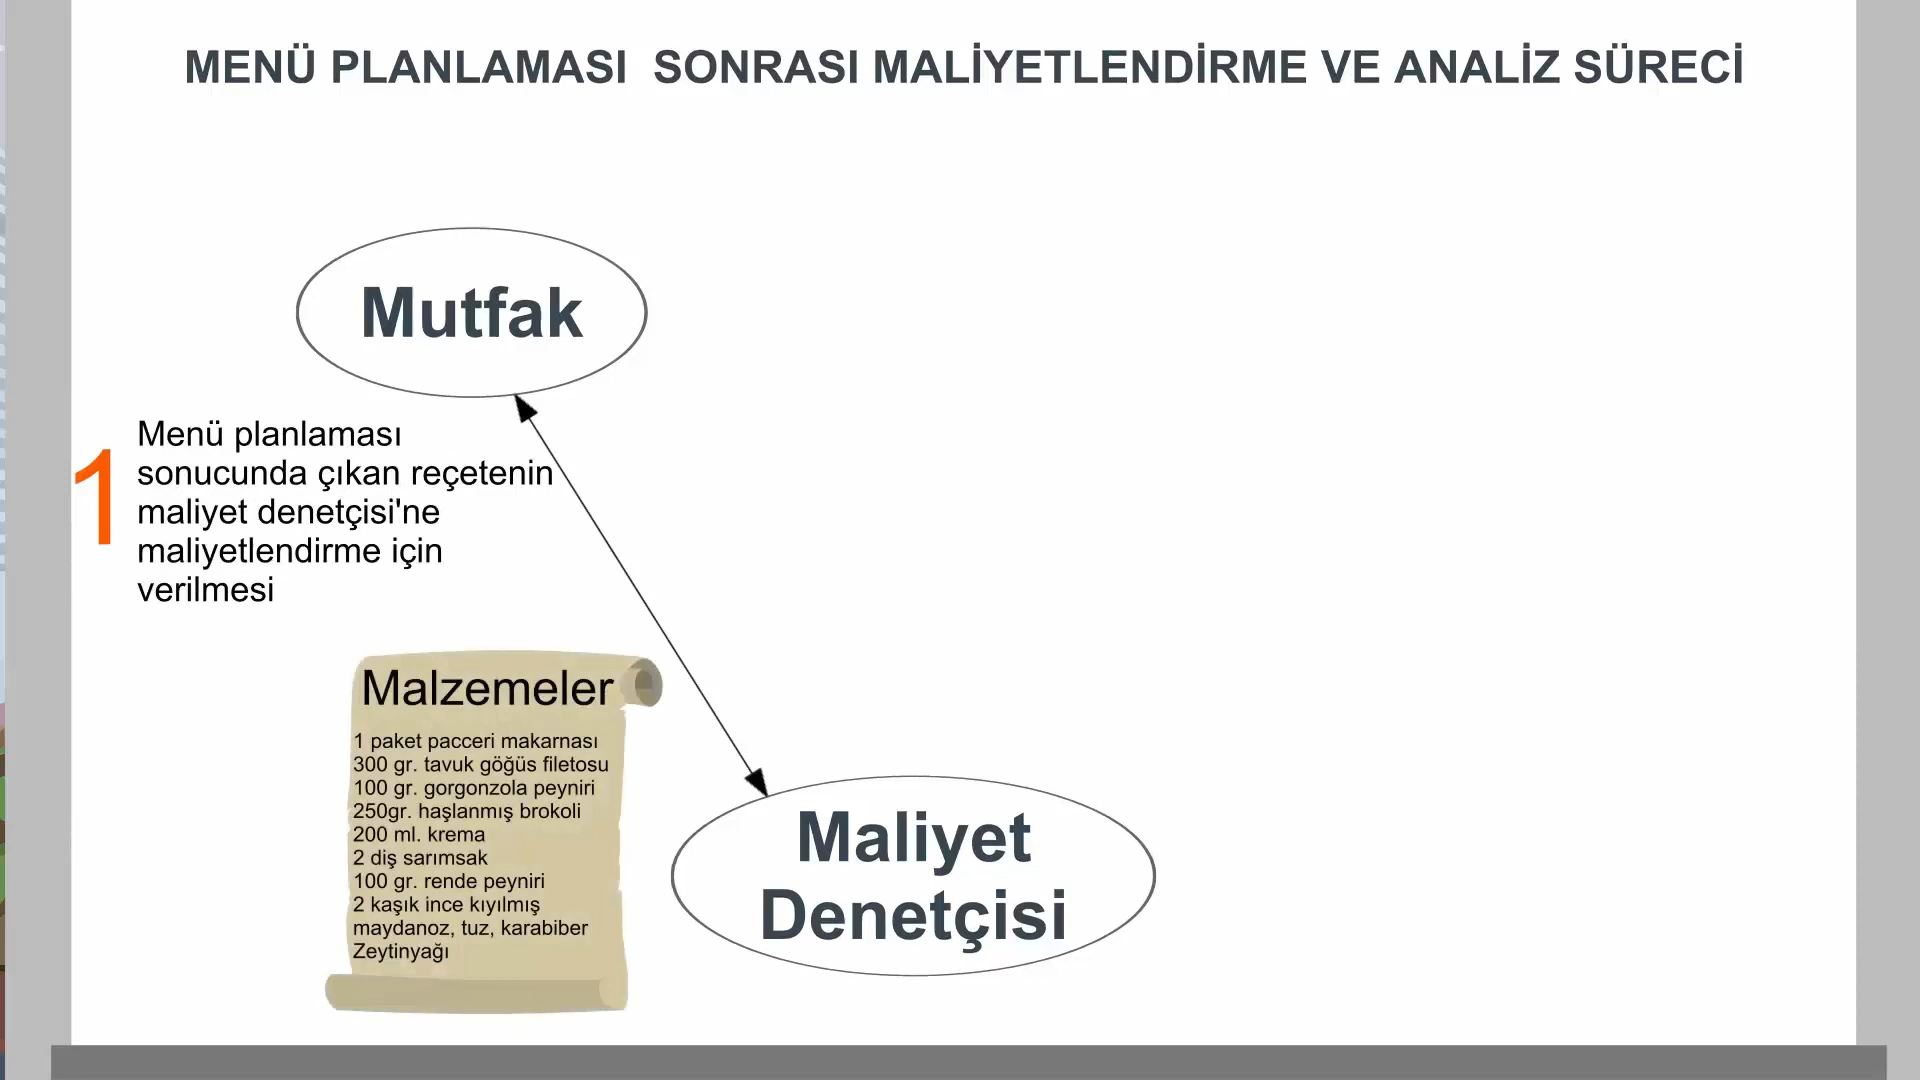 MENÜ PLANLAMASI  SONRASI MALİYETLENDİRME VE ANALİZ SÜRECİ
Mutfak
1
Menü planlaması
sonucunda çıkan reçetenin
maliyet denetçisi'ne
maliyetlendirme için
verilmesi
Malzemeler
1 paket pacceri makarnası
300 gr. tavuk göğüs filetosu
100 gr. gorgonzola peyniri
250gr. haşlanmış brokoli
200 ml. krema
2 diş sarımsak
100 gr. rende peyniri
2 kaşık ince kıyılmış
maydanoz, tuz, karabiber
Zeytinyağı
Maliyet
Denetçisi